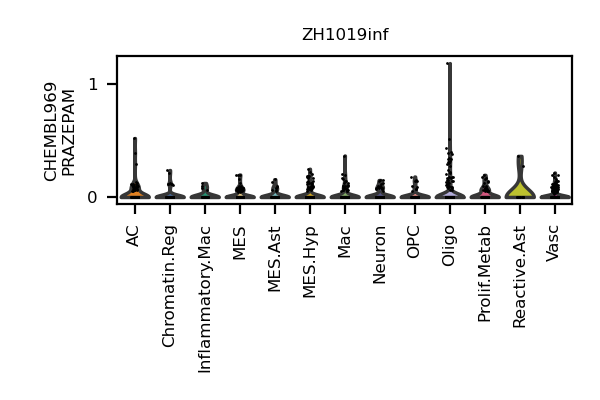 ZH1019inf
CHEMBL969
PRAZEPAM
1
0
AC
Chromatin.Reg
Inflammatory.Mac
MES
MES.Ast
MES.Hyp
Mac
Neuron
OPC
Oligo
Prolif.Metab
Reactive.Ast
Vasc